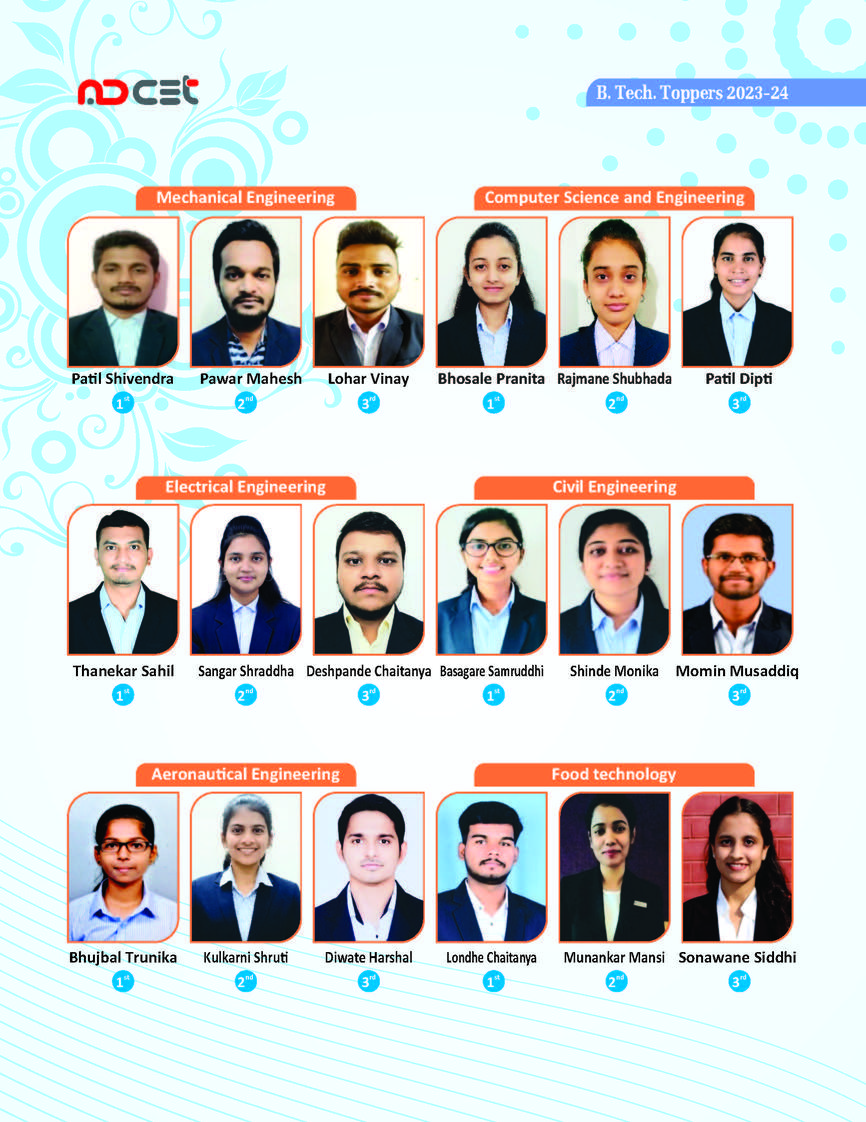 ADCET
B. Tech. Toppers 2023-24
Mechanical Engineering
Patil Shivendra
1st
Pawar Mahesh
2nd
Lohar Vinay
3rd
Computer Science and Engineering
Bhosale Pranita
1st
Rajmane Shubhada
2nd
Patil Dipti
3rd
Electrical Engineering
Thanekar Sahil
1st
Sangar Shraddha
2nd
Deshpande Chaitanya
3rd
Civil Engineering
Basagare Samruddhi
1st
Shinde Monika
2nd
Momin Musaddiq
3rd
Aeronautical Engineering
Bhujbal Trunika
1st
Kulkarni Shruti
2nd
Diwate Harshal
3rd
Food technology
Londhe Chaitanya
1st
Munankar Mansi
2nd
Sonawane Siddhi
3rd